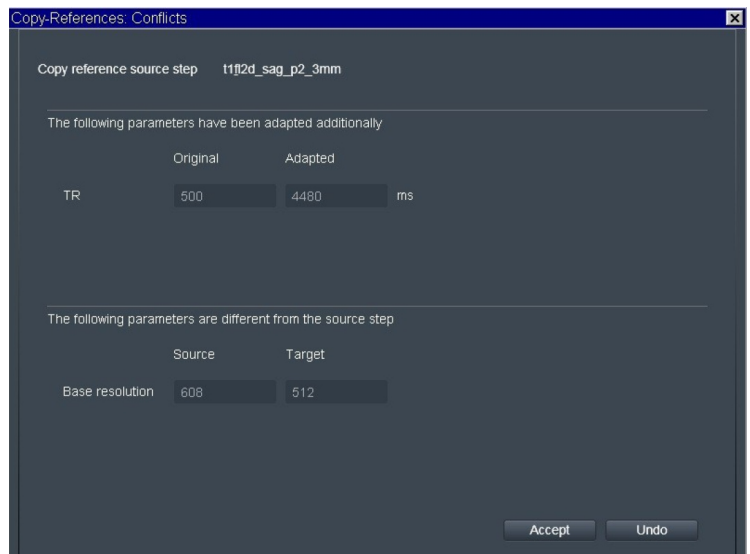 Copy-References: Conflicts
Copy reference source step t1fl2d_sag_p2_3mm
The following parameters have been adapted additionally
Original Adapted
TR 500 4480 ms
The following parameters are different from the source step
Source Target
Base resolution 608 512
Accept Undo